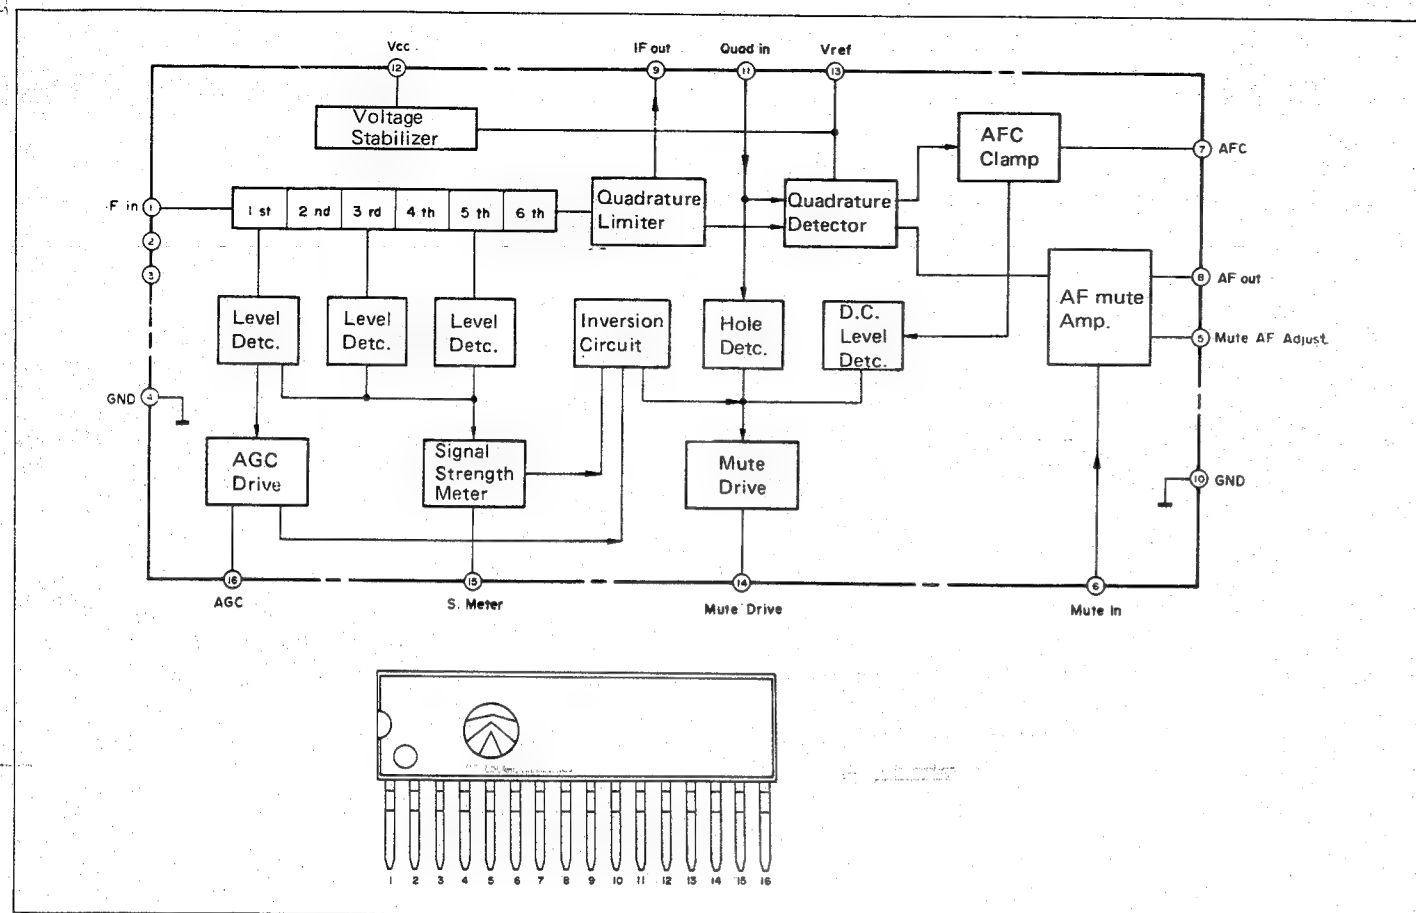 Vcc
IF out
Quad in
Vref
12
9
11
13
Voltage
Stabilizer
AFC
Clamp
7
AFC
F in
1
1 st
2 nd
3 rd
4 th
5 th
6 th
Quadrature
Limiter
Quadrature
Detector
2
3
8
AF out
AF mute
Amp.
Level
Detc.
Level
Detc.
Level
Detc.
Inversion
Circuit
Hole
Detc.
D.C.
Level
Detc.
5
Mute AF Adjust.
GND
4
AGC
Drive
Signal
Strength
Meter
Mute
Drive
10
GND
16
15
14
6
AGC
S. Meter
Mute Drive
Mute In
1 2 3 4 5 6 7 8 9 10 11 12 13 14 15 16